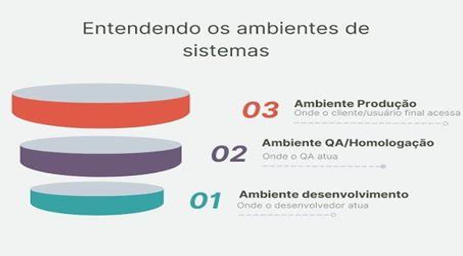 Entendendo os ambientes de
sistemas
03
Ambiente Produção
Onde o cliente/usuário final acessa
02
Ambiente QA/Homologação
Onde o QA atua
01
Ambiente desenvolvimento
Onde o desenvolvedor atua